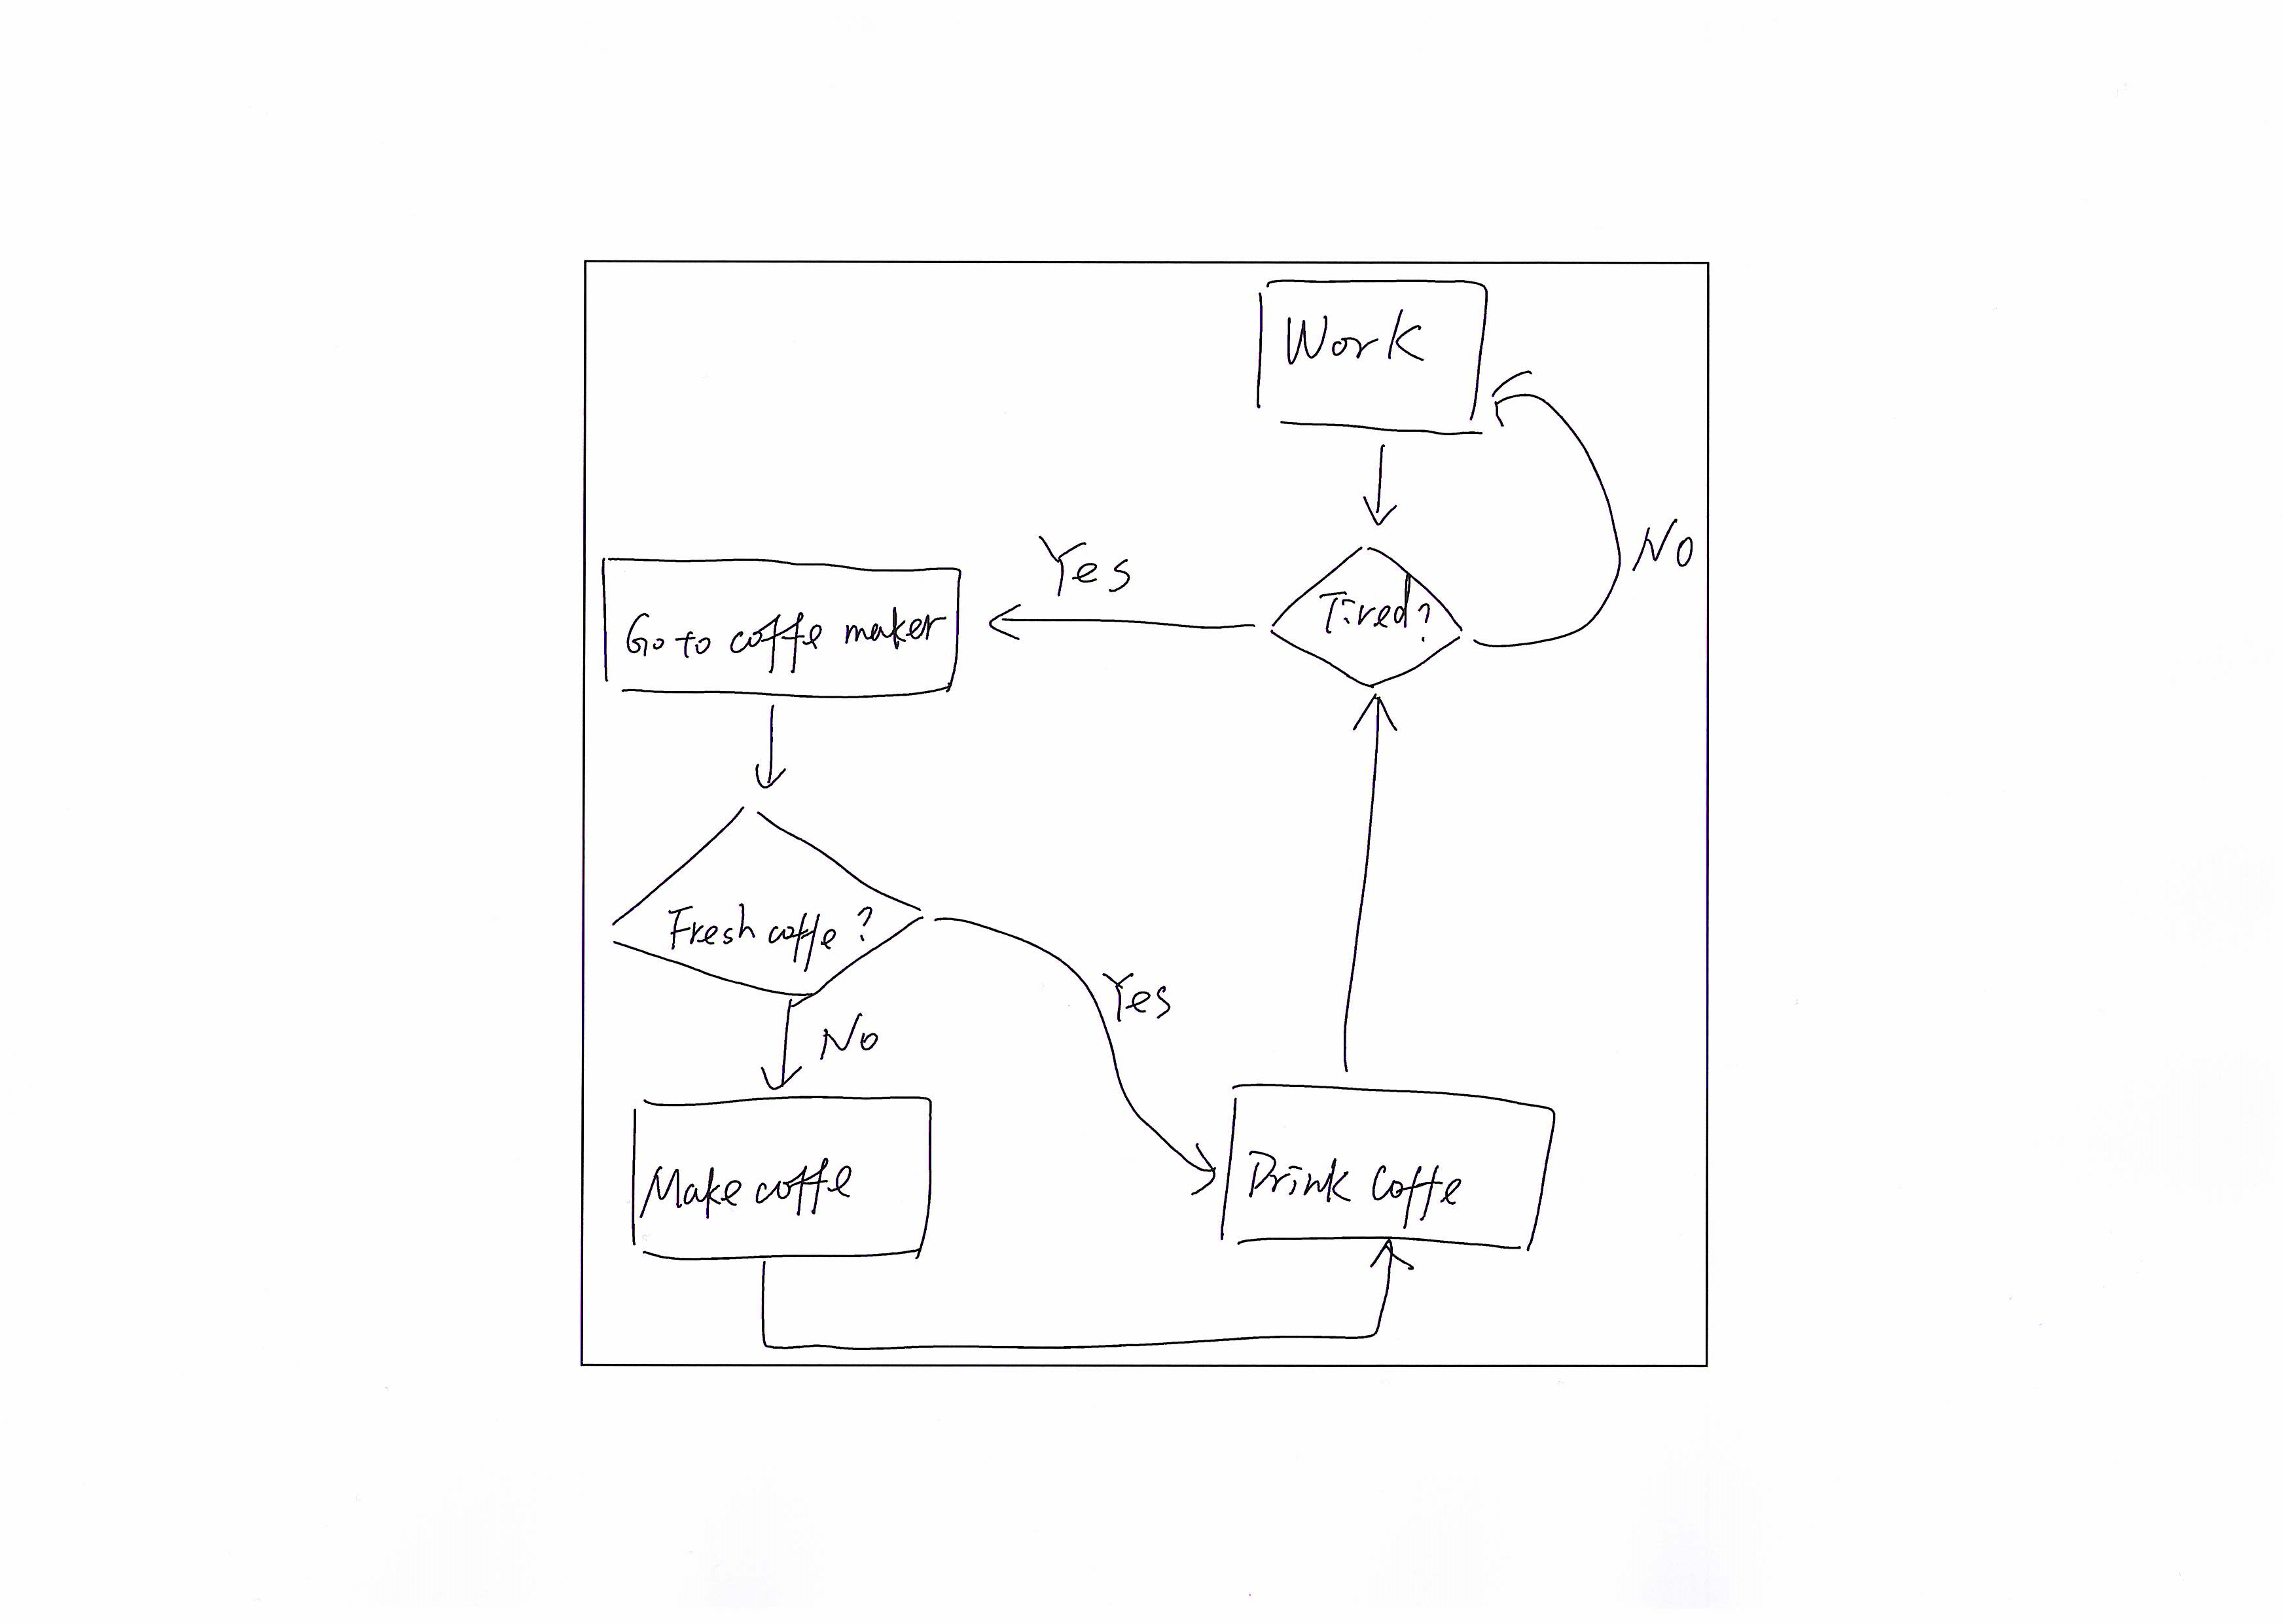 Work
No
Yes
Tired?
Go to coffe maker
Fresh coffe?
Yes
No
Make coffe
Drink Coffe